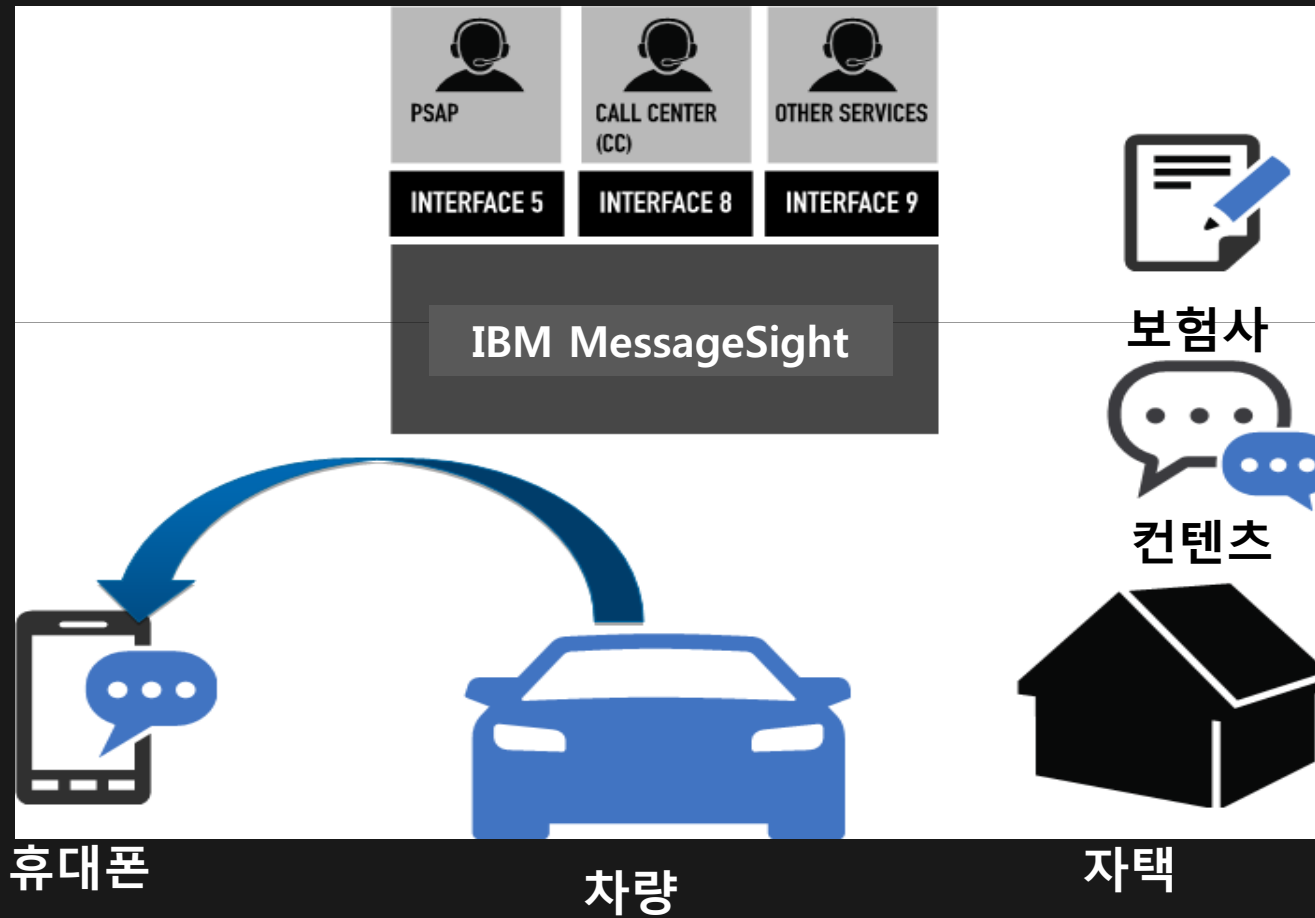 PSAP
CALL CENTER
(CC)
OTHER SERVICES
INTERFACE 5
INTERFACE 8
INTERFACE 9
IBM MessageSight
보험사
컨텐츠
휴대폰
차량
자택